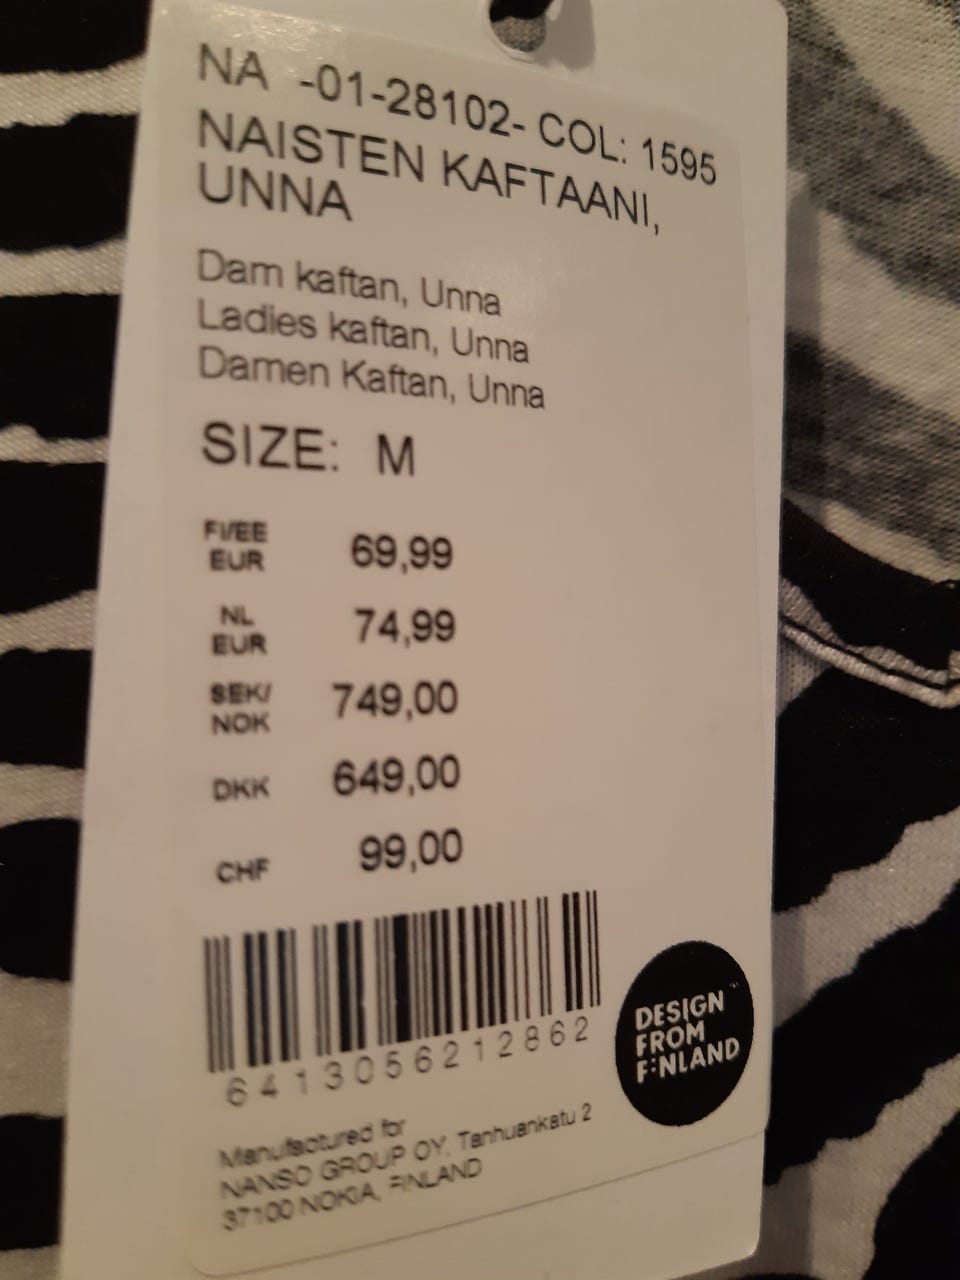 NA -01-28102- COL: 1595
NAISTEN KAFTAANI,
UNNA
Dam kaftan, Unna
Ladies kaftan, Unna
Damen Kaftan, Unna
SIZE: M
FI/EE
EUR 69,99
NL
EUR 74,99
SEK/
NOK 749,00
DKK 649,00
CHF 99,00
6413056212862
DESIGN™
FROM
FINLAND
Manufactured for
NANSO GROUP OY, Tanhuankatu 2
37100 NOKIA, FINLAND